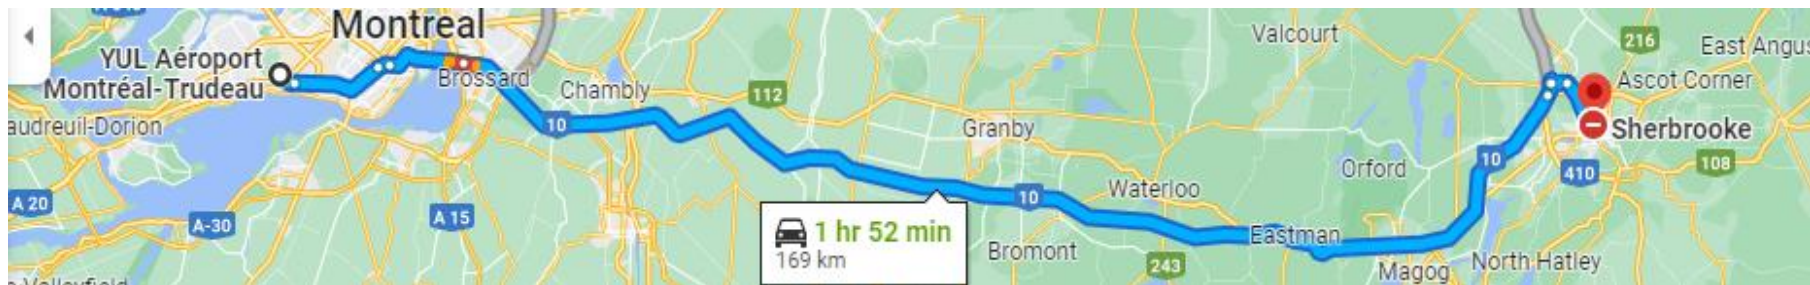 Montréal
Valcourt
216
East Angus
YUL Aéroport
Montréal-Trudeau
Brossard
Chambly
112
Ascot Corner
audreuil-Dorion
10
Granby
Sherbrooke
10
Orford
410
108
A 20
A-30
A 15
10
Waterloo
1 hr 52 min
169 km
Bromont
Eastman
243
Magog
North Hatley